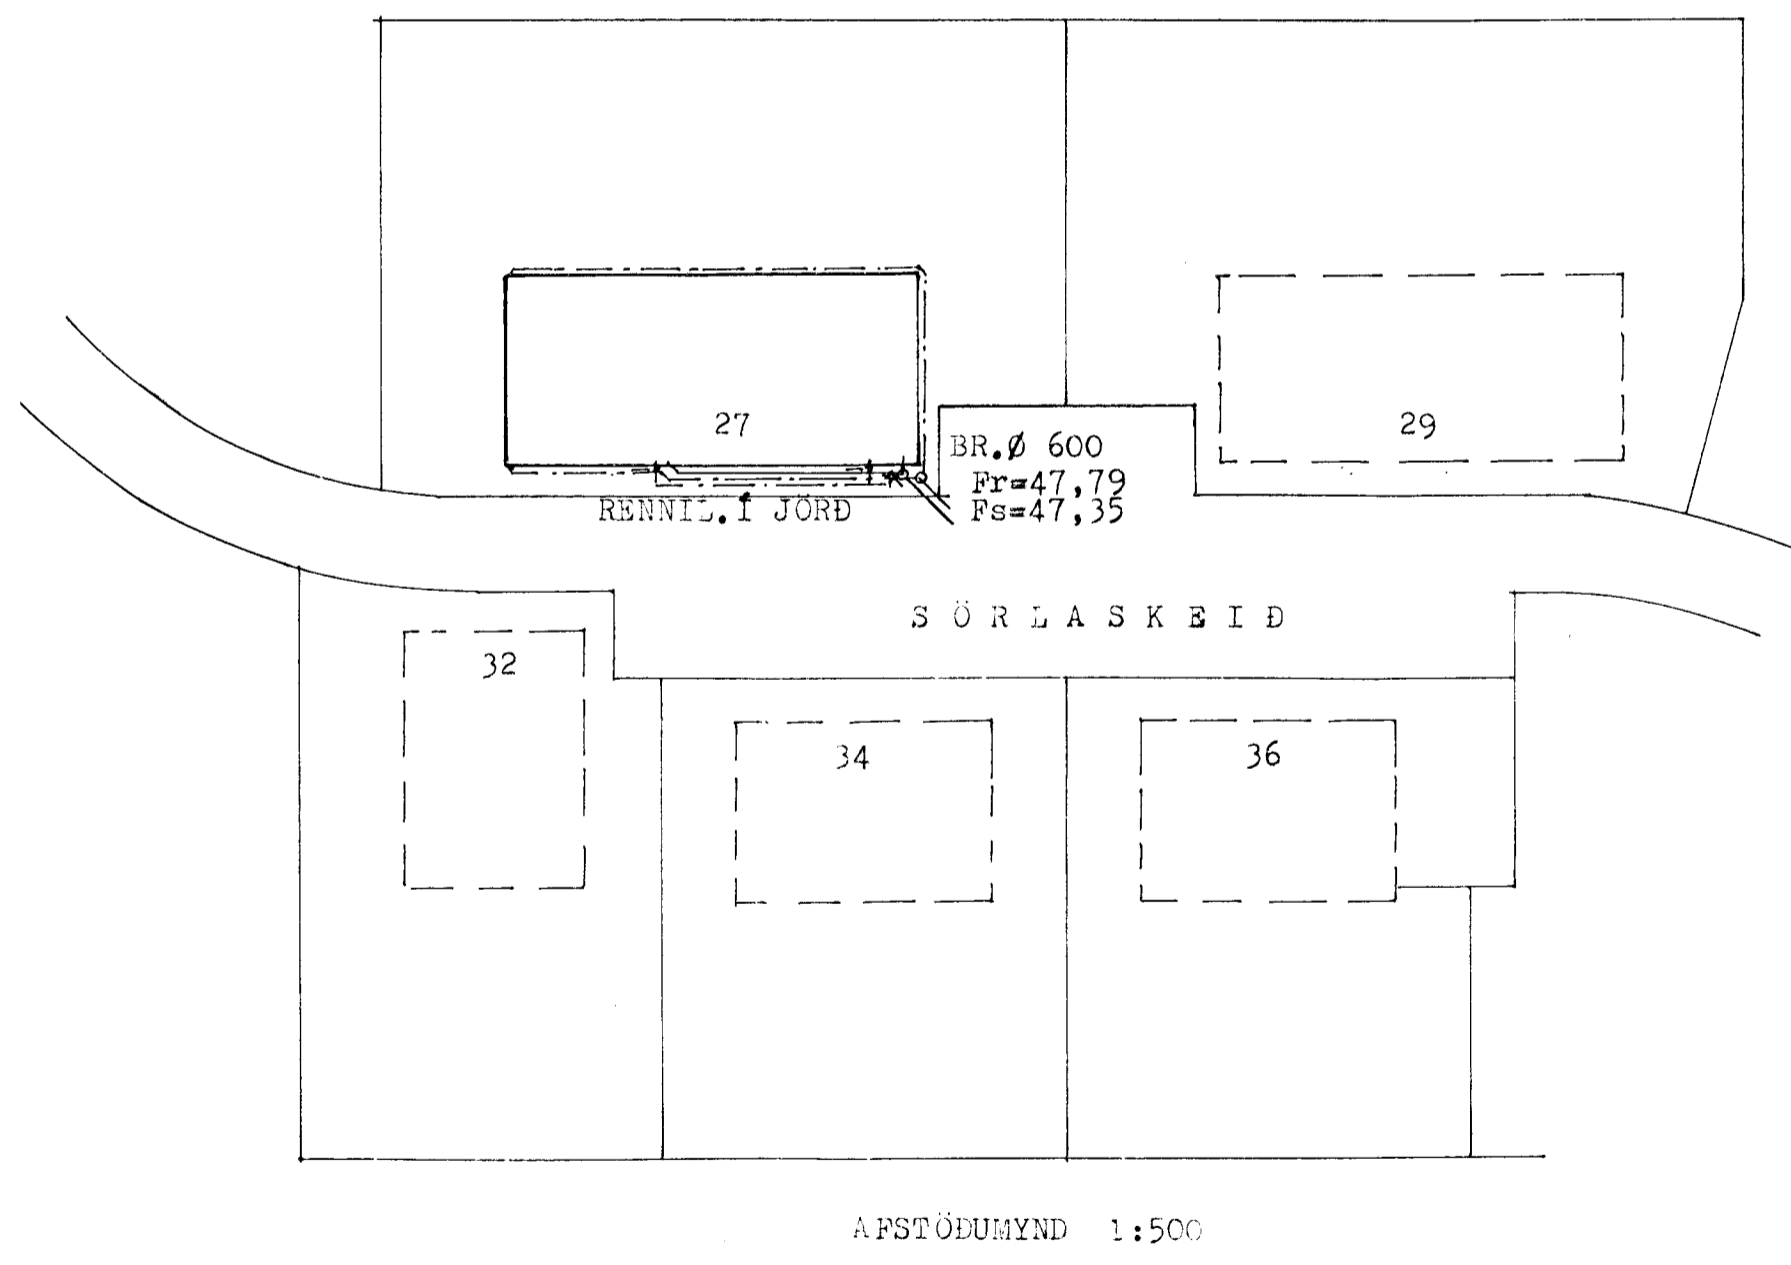 27
29
BR.Ø 600
Fr=47,79
Fs=47,35
RENNIL.Í JÖRÐ
SÖRLASKEIÐ
32
34
36
AFSTÖÐUMYND 1:500